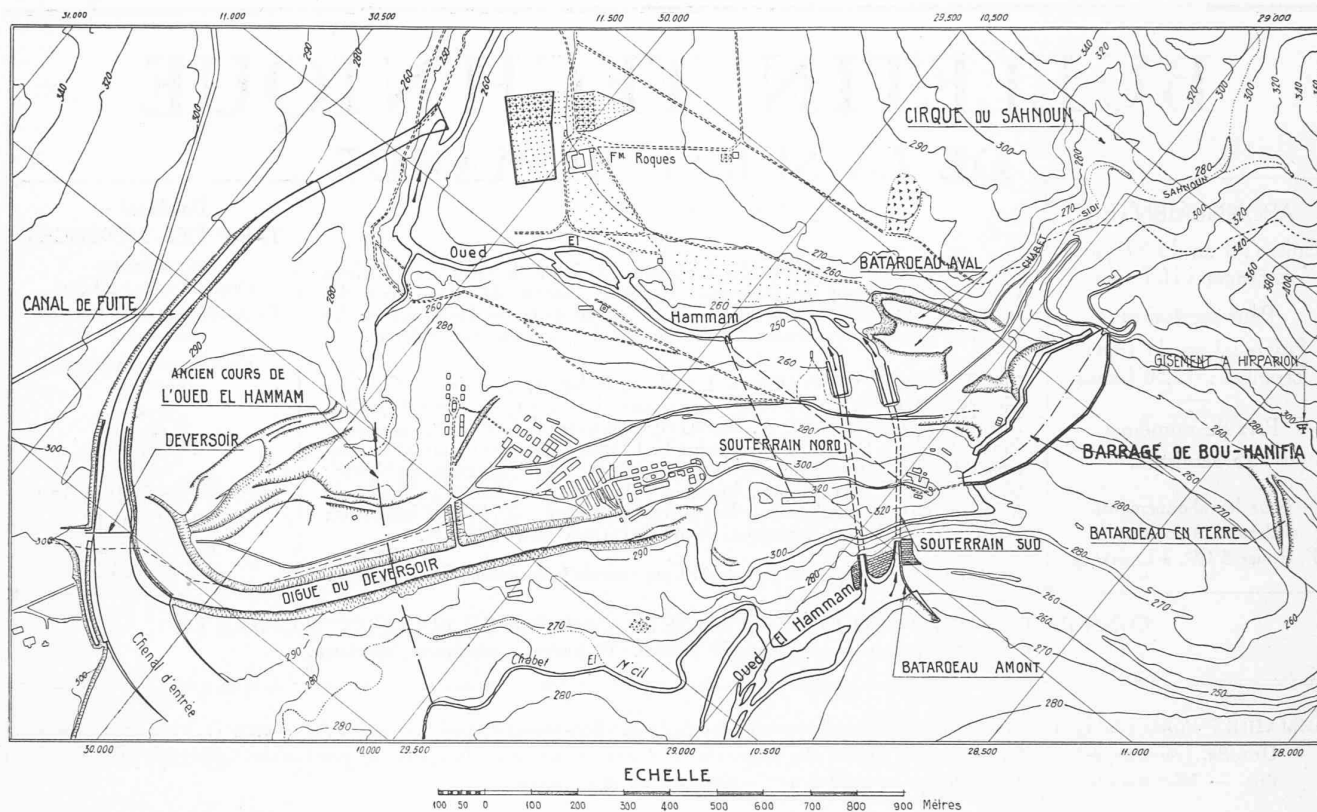 31.000 11.000 30.500 11.500 30.000 29.500 10.500 29.000
CIRQUE DU SAHNOUN
Fme Roques
SAHNOUN
SIDI
CHABET
Oued El
Hammam
BÂTARDEAU AVAL
CANAL DE FUITE
GISEMENT A HIPPARION
ANCIEN COURS DE
L'OUED EL HAMMAM
DEVERSOIR
SOUTERRAIN NORD
BARRAGE DE BOU-HANIFIA
BATARDEAU EN TERRE
SOUTERRAIN SUD
DIGUE DU DEVERSOIR
Oued El Hammam
Chenal d'entrée
Chabet El M'cil
BATARDEAU AMONT
30.000 10.000 29.500 29.000 10.500 28.500 11.000 28.000
ECHELLE
100 50 0 100 200 300 400 500 600 700 800 900 Mètres